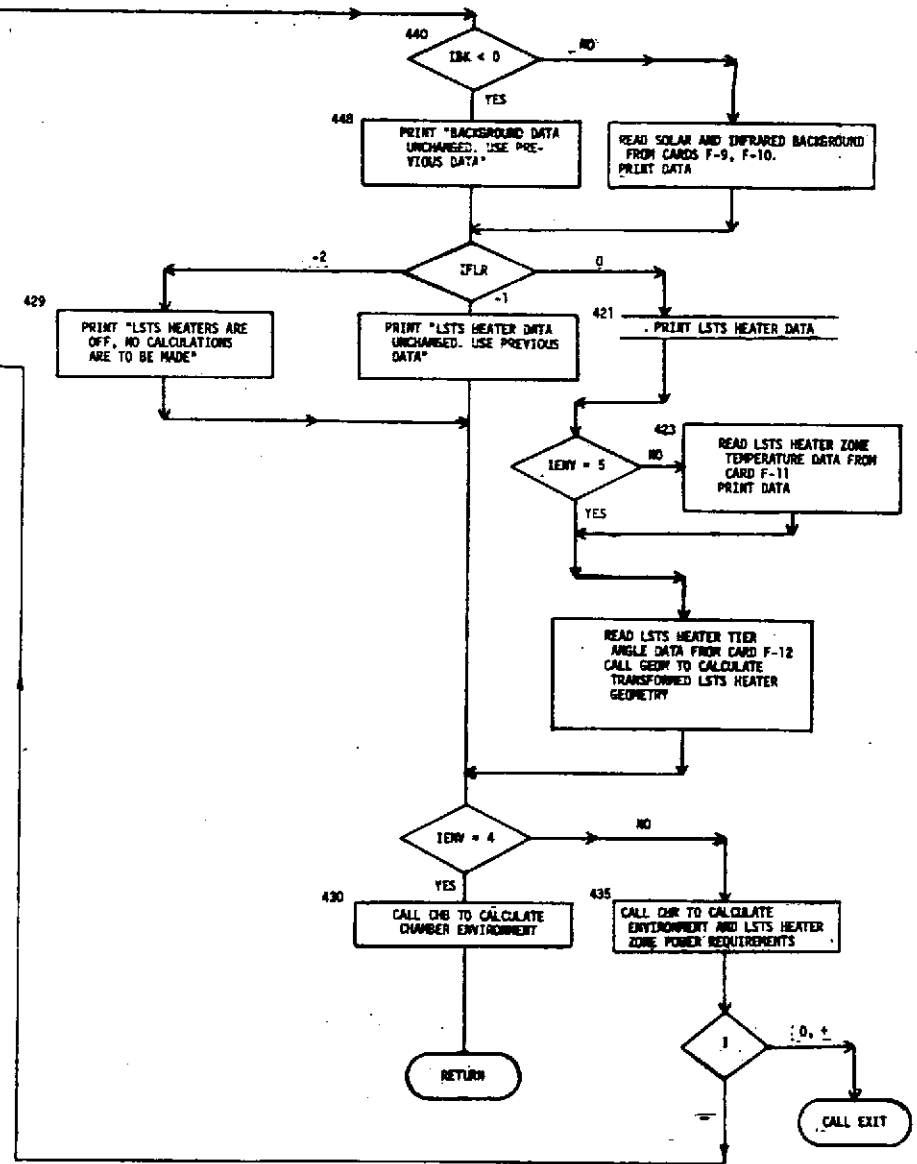 440
IBK < 0
NO
YES
448
PRINT "BACKGROUND DATA
UNCHANGED. USE PRE-
VIOUS DATA"
READ SOLAR AND INFRARED BACKGROUND
FROM CARDS F-9, F-10.
PRINT DATA
-2
IFLR
0
-1
429
PRINT "LSTS HEATERS ARE
OFF, NO CALCULATIONS
ARE TO BE MADE"
PRINT "LSTS HEATER DATA
UNCHANGED. USE PREVIOUS
DATA"
421
PRINT LSTS HEATER DATA
IENV = 5
NO
YES
423
READ LSTS HEATER ZONE
TEMPERATURE DATA FROM
CARD F-11
PRINT DATA
READ LSTS HEATER TIER
ANGLE DATA FROM CARD F-12
CALL GEOM TO CALCULATE
TRANSFORMED LSTS HEATER
GEOMETRY
IENV = 4
NO
YES
430
CALL CHB TO CALCULATE
CHAMBER ENVIRONMENT
435
CALL CHR TO CALCULATE
ENVIRONMENT AND LSTS HEATER
ZONE POWER REQUIREMENTS
0, +
RETURN
-
CALL EXIT